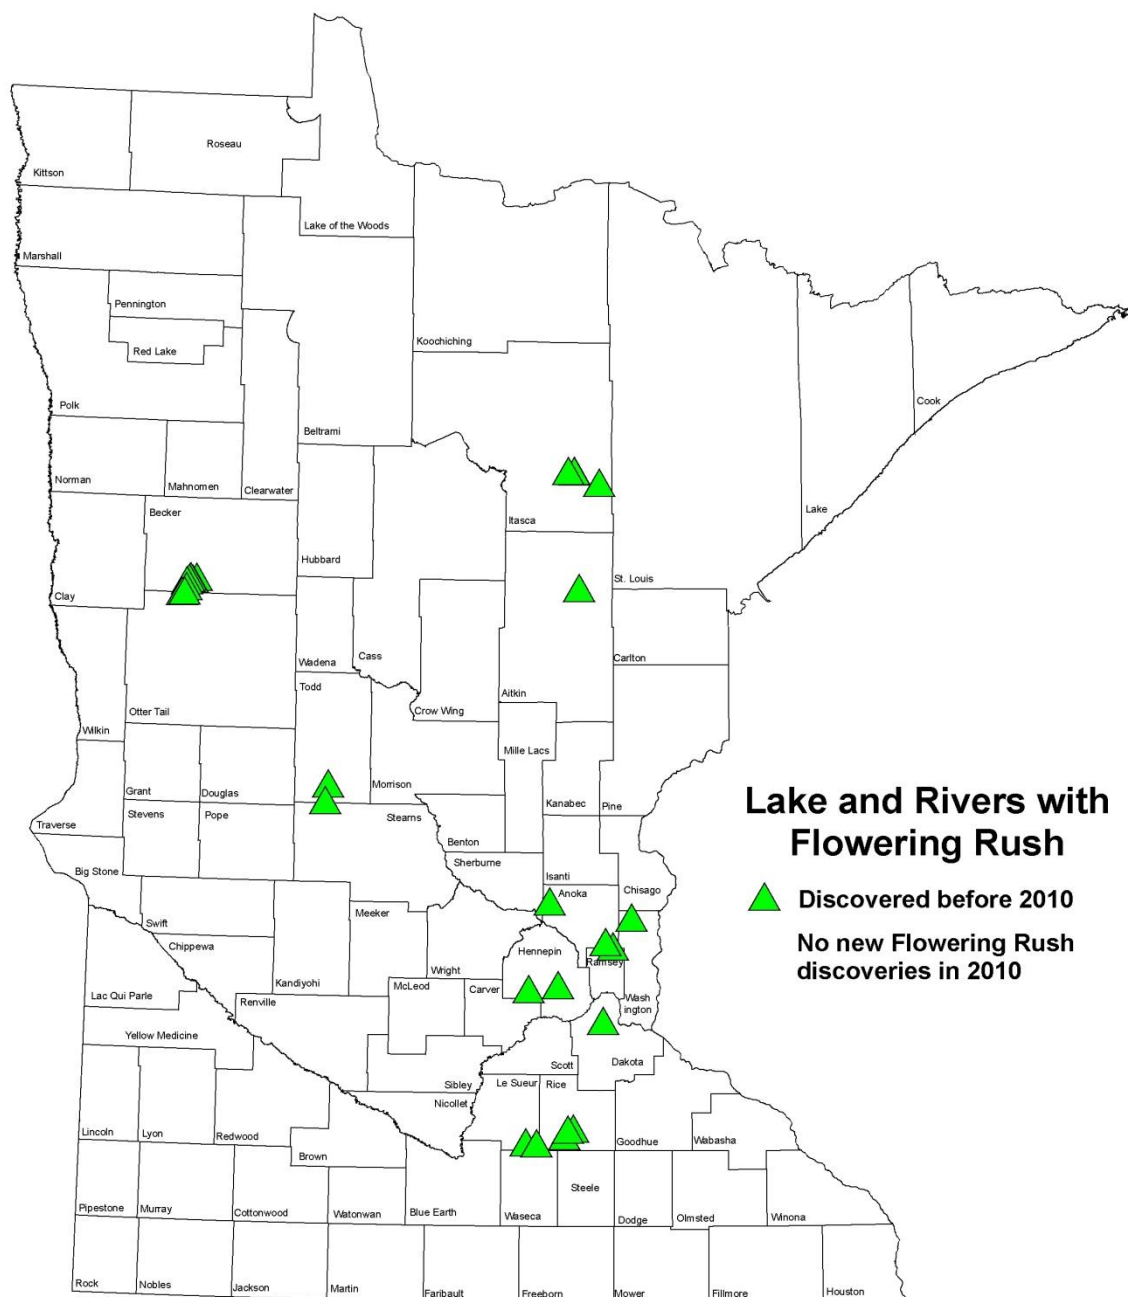 Roseau
Kittson
Lake of the Woods
Marshall
Pennington
Koochiching
Red Lake
Cook
Polk
Beltrami
Norman
Mahnomen
Clearwater
Becker
Lake
Itasca
Hubbard
St. Louis
Clay
Cass
Carlton
Wadena
Todd
Aitkin
Otter Tail
Crow Wing
Wilkin
Mille Lacs
Morrison
Grant
Douglas
Kanabec
Pine
Lake and Rivers with
Flowering Rush
Stevens
Pope
Stearns
Traverse
Benton
Sherburne
Big Stone
Isanti
Anoka
Chisago
Discovered before 2010
Meeker
Swift
No new Flowering Rush
discoveries in 2010
Chippewa
Hennepin
Ramsey
Wright
Kandiyohi
McLeod
Carver
Lac Qui Parle
Renville
Wash
ington
Yellow Medicine
Scott
Dakota
Sibley
Le Sueur
Rice
Nicollet
Lincoln
Lyon
Redwood
Goodhue
Wabasha
Brown
Steele
Pipestone
Murray
Cottonwood
Watonwan
Blue Earth
Waseca
Dodge
Olmsted
Winona
Rock
Nobles
Jackson
Martin
Faribault
Freeborn
Mower
Fillmore
Houston